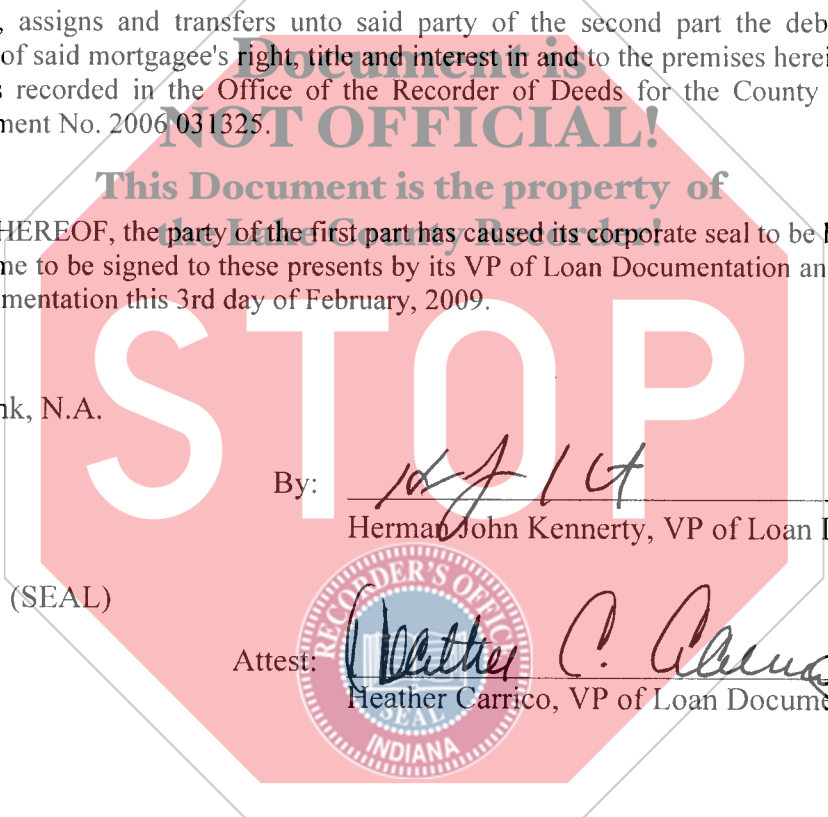 , assigns and transfers unto said party of the second part the deb
of said mortgagee's right, title and interest in and to the premises herei
s recorded in the Office of the Recorder of Deeds for the County
ment No. 2006 031325.
Document is
NOT OFFICIAL!
This Document is the property of
the Lake County Recorder!
HEREOF, the party of the first part has caused its corporate seal to be h
me to be signed to these presents by its VP of Loan Documentation an
umentation this 3rd day of February, 2009.
STOP
nk, N.A.
By:
Herman John Kennerty, VP of Loan D
(SEAL)
RECORDER'S OFFICE
SEAL
INDIANA
Attest: Heather C. Carrico
Heather Carrico, VP of Loan Docume